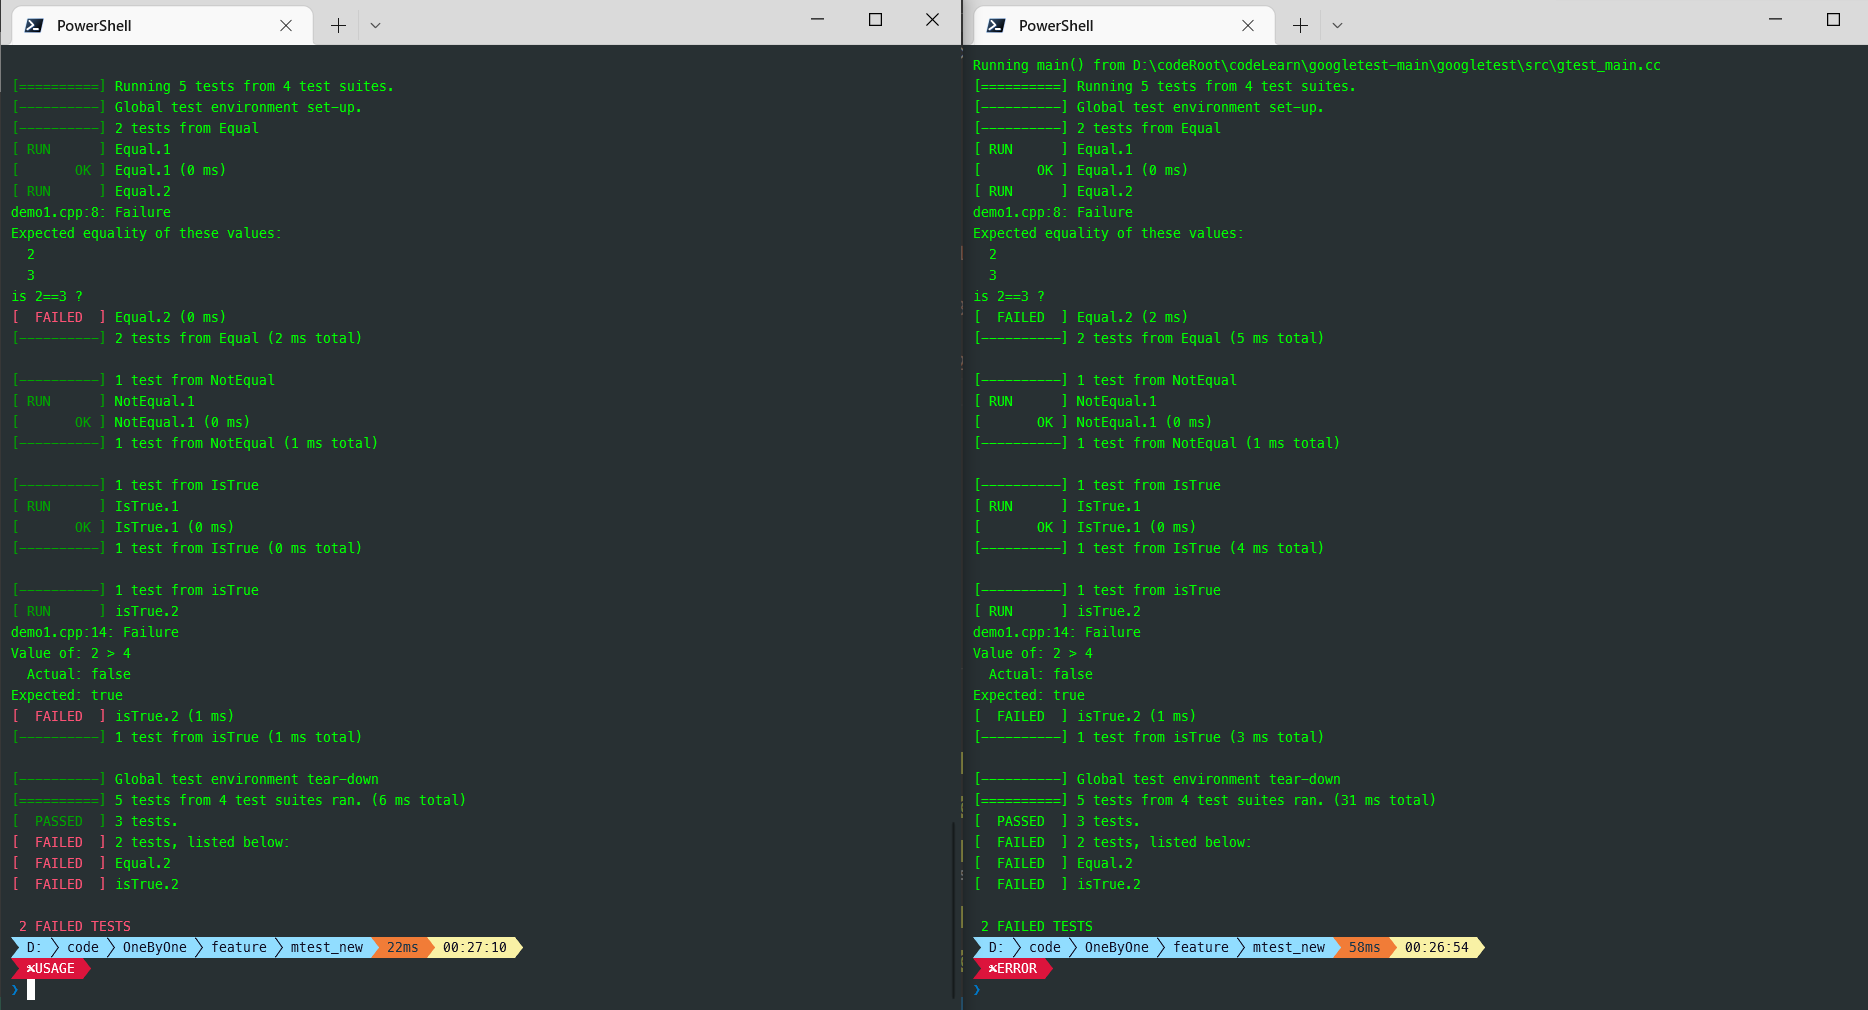 PowerShell
[==========] Running 5 tests from 4 test suites.
[----------] Global test environment set-up.
[----------] 2 tests from Equal
[ RUN      ] Equal.1
[       OK ] Equal.1 (0 ms)
[ RUN      ] Equal.2
demo1.cpp:8: Failure
Expected equality of these values:
  2
  3
is 2==3 ?
[  FAILED  ] Equal.2 (0 ms)
[----------] 2 tests from Equal (2 ms total)
[----------] 1 test from NotEqual
[ RUN      ] NotEqual.1
[       OK ] NotEqual.1 (0 ms)
[----------] 1 test from NotEqual (1 ms total)
[----------] 1 test from IsTrue
[ RUN      ] IsTrue.1
[       OK ] IsTrue.1 (0 ms)
[----------] 1 test from IsTrue (0 ms total)
[----------] 1 test from isTrue
[ RUN      ] isTrue.2
demo1.cpp:14: Failure
Value of: 2 > 4
  Actual: false
Expected: true
[  FAILED  ] isTrue.2 (1 ms)
[----------] 1 test from isTrue (1 ms total)
[----------] Global test environment tear-down
[==========] 5 tests from 4 test suites ran. (6 ms total)
[  PASSED  ] 3 tests.
[  FAILED  ] 2 tests, listed below:
[  FAILED  ] Equal.2
[  FAILED  ] isTrue.2
 2 FAILED TESTS
D: code OneByOne feature mtest_new 22ms 00:27:10
✘USAGE
❯
PowerShell
Running main() from D:\codeRoot\codeLearn\googletest-main\googletest\src\gtest_main.cc
[==========] Running 5 tests from 4 test suites.
[----------] Global test environment set-up.
[----------] 2 tests from Equal
[ RUN      ] Equal.1
[       OK ] Equal.1 (0 ms)
[ RUN      ] Equal.2
demo1.cpp:8: Failure
Expected equality of these values:
  2
  3
is 2==3 ?
[  FAILED  ] Equal.2 (2 ms)
[----------] 2 tests from Equal (5 ms total)
[----------] 1 test from NotEqual
[ RUN      ] NotEqual.1
[       OK ] NotEqual.1 (0 ms)
[----------] 1 test from NotEqual (1 ms total)
[----------] 1 test from IsTrue
[ RUN      ] IsTrue.1
[       OK ] IsTrue.1 (0 ms)
[----------] 1 test from IsTrue (4 ms total)
[----------] 1 test from isTrue
[ RUN      ] isTrue.2
demo1.cpp:14: Failure
Value of: 2 > 4
  Actual: false
Expected: true
[  FAILED  ] isTrue.2 (1 ms)
[----------] 1 test from isTrue (3 ms total)
[----------] Global test environment tear-down
[==========] 5 tests from 4 test suites ran. (31 ms total)
[  PASSED  ] 3 tests.
[  FAILED  ] 2 tests, listed below:
[  FAILED  ] Equal.2
[  FAILED  ] isTrue.2
 2 FAILED TESTS
D: code OneByOne feature mtest_new 58ms 00:26:54
✘ERROR
❯